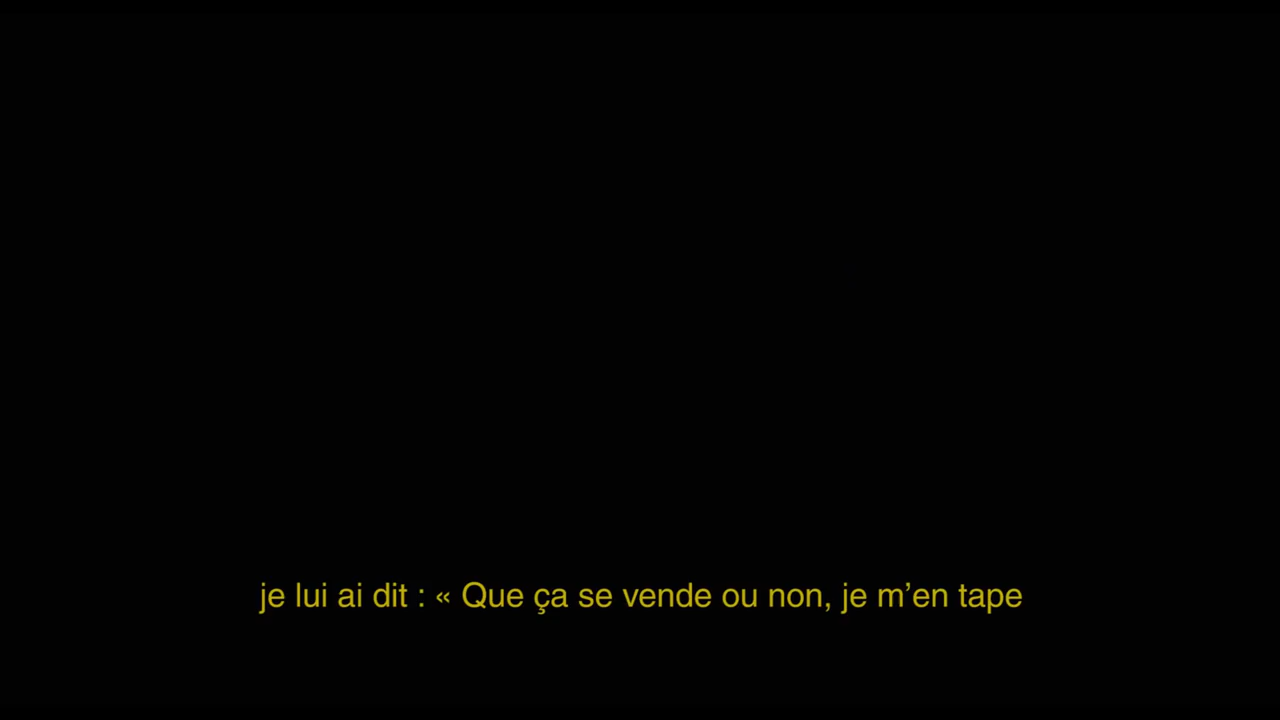 je lui ai dit : « Que ça se vende ou non, je m’en tape